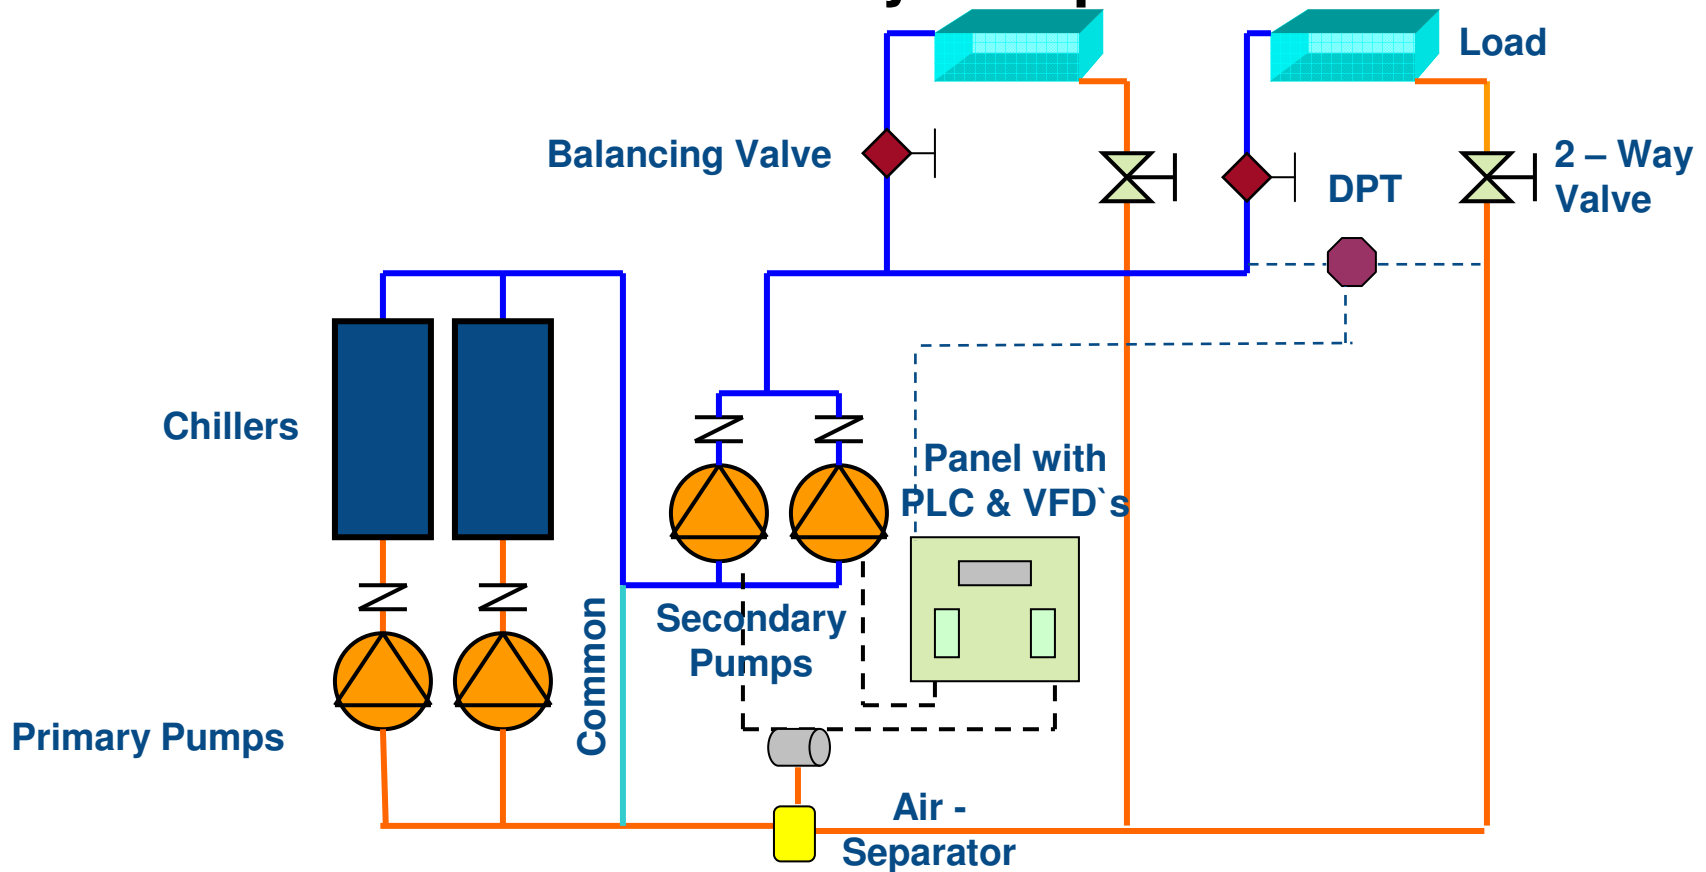 Load
Balancing Valve
2 – Way
Valve
DPT
Chillers
Panel with
PLC & VFD`s
Secondary
Pumps
Common
Primary Pumps
Air -
Separator